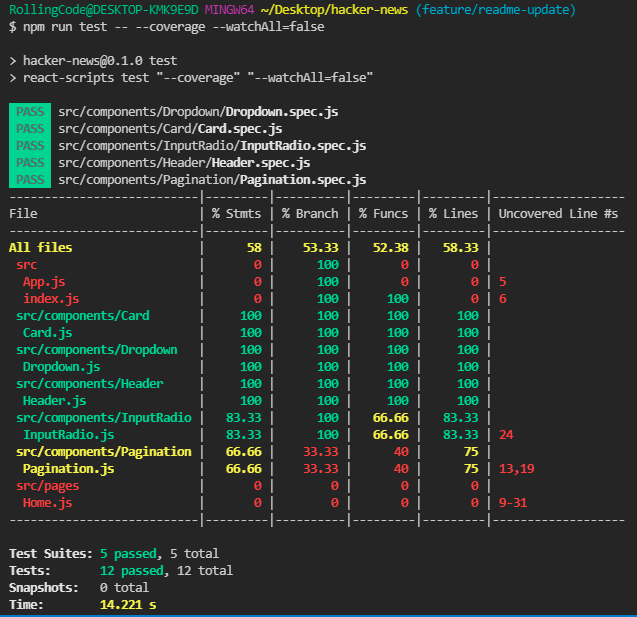 RollingCode@DESKTOP-KMK9E9D MINGW64 ~/Desktop/hacker-news (feature/readme-update)
$ npm run test -- --coverage --watchAll=false
> hacker-news@0.1.0 test
> react-scripts test "--coverage" "--watchAll=false"
PASS src/components/Dropdown/Dropdown.spec.js
PASS src/components/Card/Card.spec.js
PASS src/components/InputRadio/InputRadio.spec.js
PASS src/components/Header/Header.spec.js
PASS src/components/Pagination/Pagination.spec.js
---------------------------|---------|----------|---------|---------|-------------------
File | % Stmts | % Branch | % Funcs | % Lines | Uncovered Line #s
---------------------------|---------|----------|---------|---------|-------------------
All files | 58 | 53.33 | 52.38 | 58.33 |
src | 0 | 100 | 0 | 0 |
App.js | 0 | 100 | 0 | 0 | 5
index.js | 0 | 100 | 100 | 0 | 6
src/components/Card | 100 | 100 | 100 | 100 |
Card.js | 100 | 100 | 100 | 100 |
src/components/Dropdown | 100 | 100 | 100 | 100 |
Dropdown.js | 100 | 100 | 100 | 100 |
src/components/Header | 100 | 100 | 100 | 100 |
Header.js | 100 | 100 | 100 | 100 |
src/components/InputRadio | 83.33 | 100 | 66.66 | 83.33 |
InputRadio.js | 83.33 | 100 | 66.66 | 83.33 | 24
src/components/Pagination | 66.66 | 33.33 | 40 | 75 |
Pagination.js | 66.66 | 33.33 | 40 | 75 | 13,19
src/pages | 0 | 0 | 0 | 0 |
Home.js | 0 | 0 | 0 | 0 | 9-31
---------------------------|---------|----------|---------|---------|-------------------
Test Suites: 5 passed, 5 total
Tests: 12 passed, 12 total
Snapshots: 0 total
Time: 14.221 s